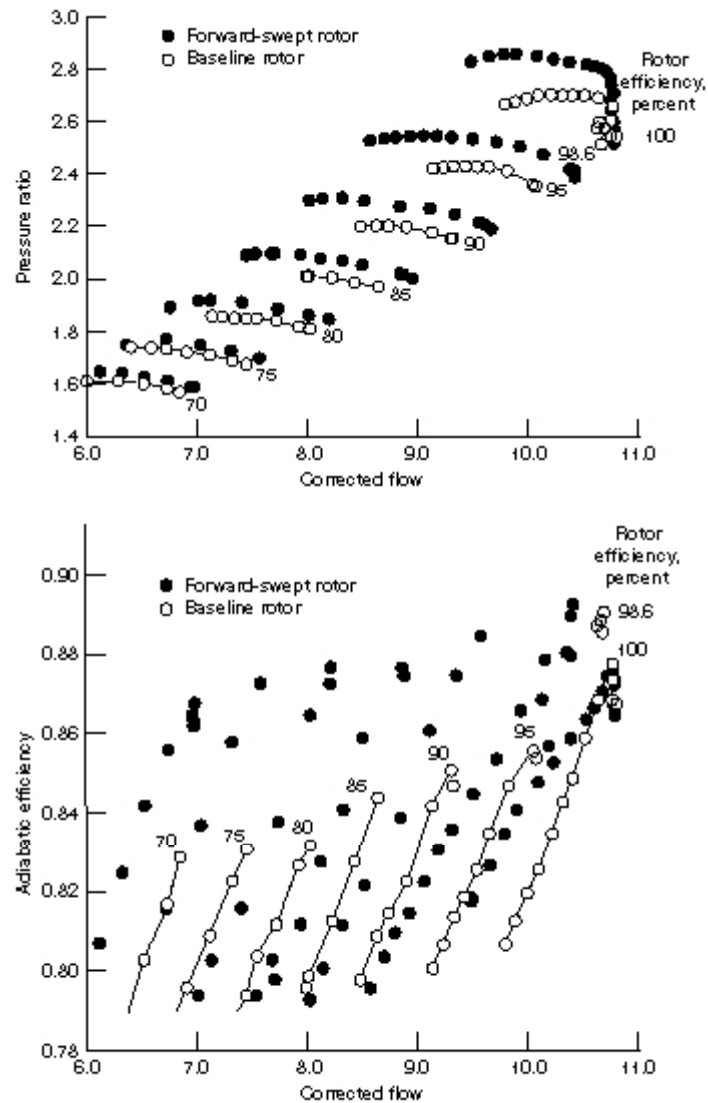 3.0
Forward-swept rotor
Baseline rotor
Rotor
efficiency,
percent
2.8
2.6
100
98.6
2.4
95
2.2
90
2.0
85
1.8
80
75
1.6
70
1.4
Pressure ratio
6.0 7.0 8.0 9.0 10.0 11.0
Corrected flow
Rotor
efficiency,
percent
0.90
Forward-swept rotor
Baseline rotor
98.6
100
0.88
0.86
95
90
85
0.84
70
75
80
0.82
0.80
0.78
Adiabatic efficiency
6.0 7.0 8.0 9.0 10.0 11.0
Corrected flow